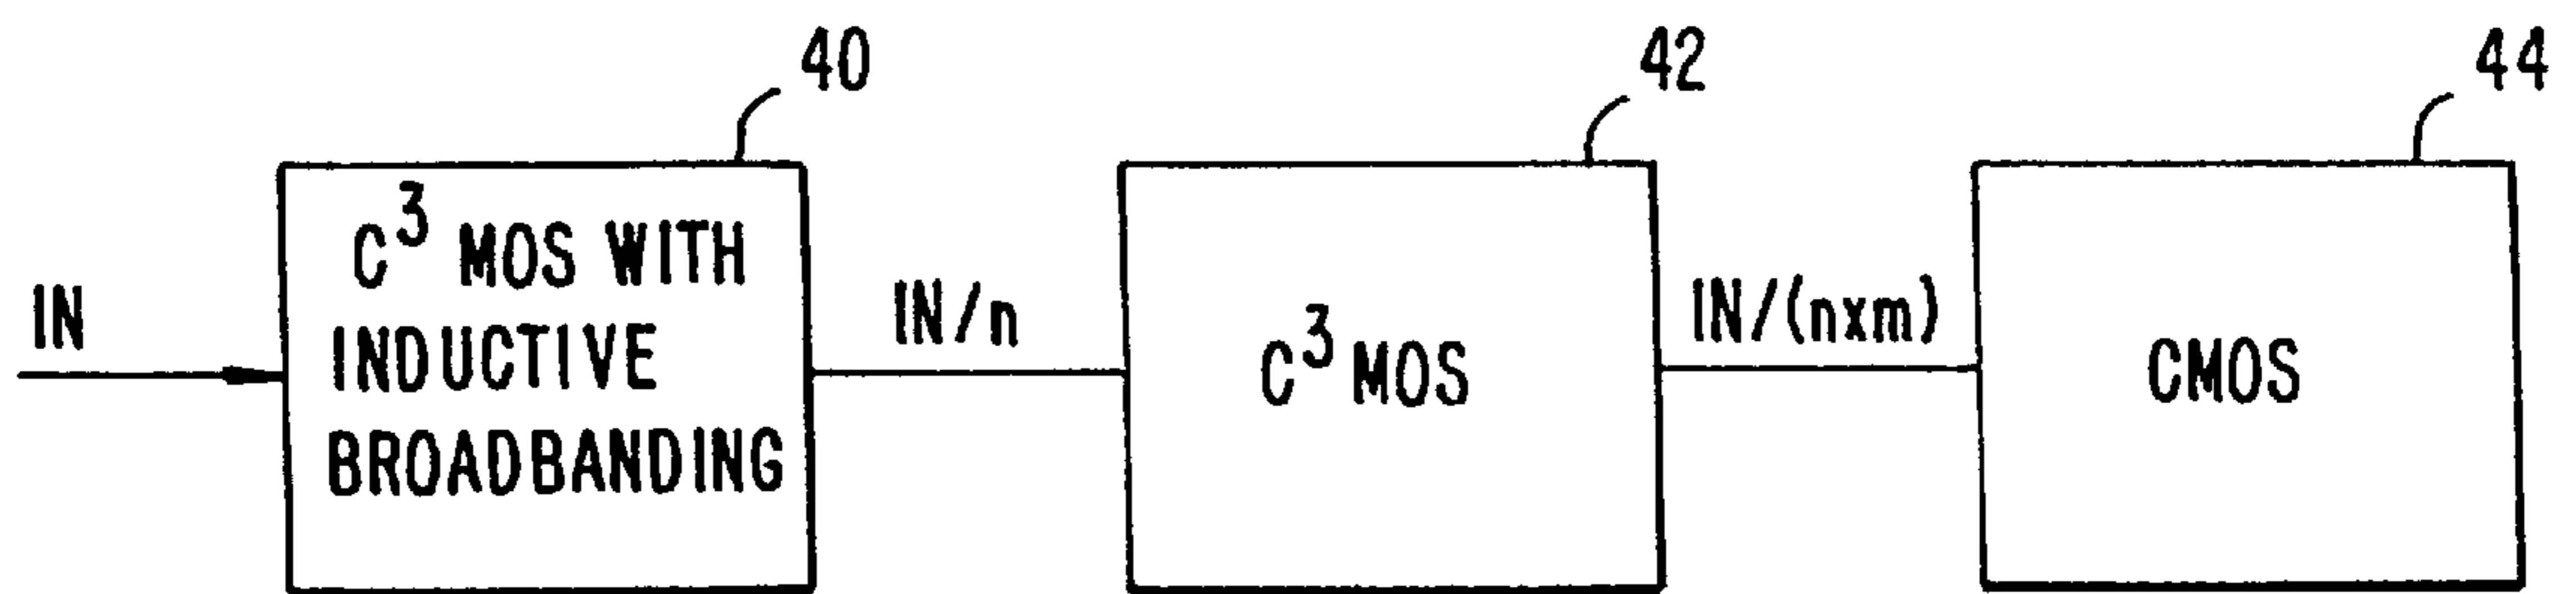 40
42
44
IN
C³ MOS WITH
INDUCTIVE
BROADBANDING
IN/n
C³ MOS
IN/(nxm)
CMOS